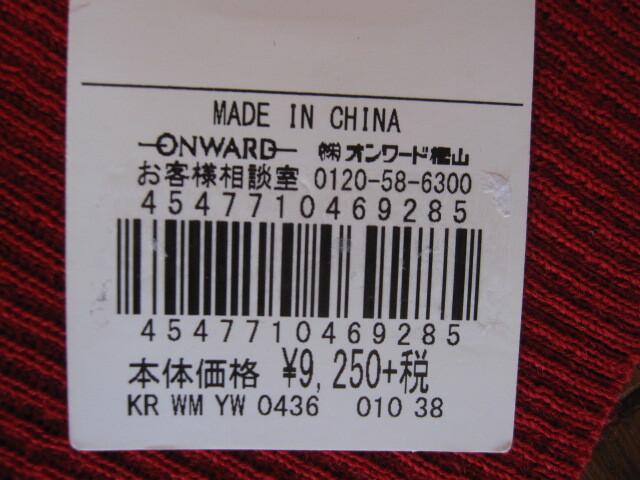 MADE IN CHINA
ONWARD ㈱オンワード樫山
お客様相談室 0120-58-6300
4547710469285
4547710469285
本体価格 ¥9,250+税
KR WM YW 0436 010 38